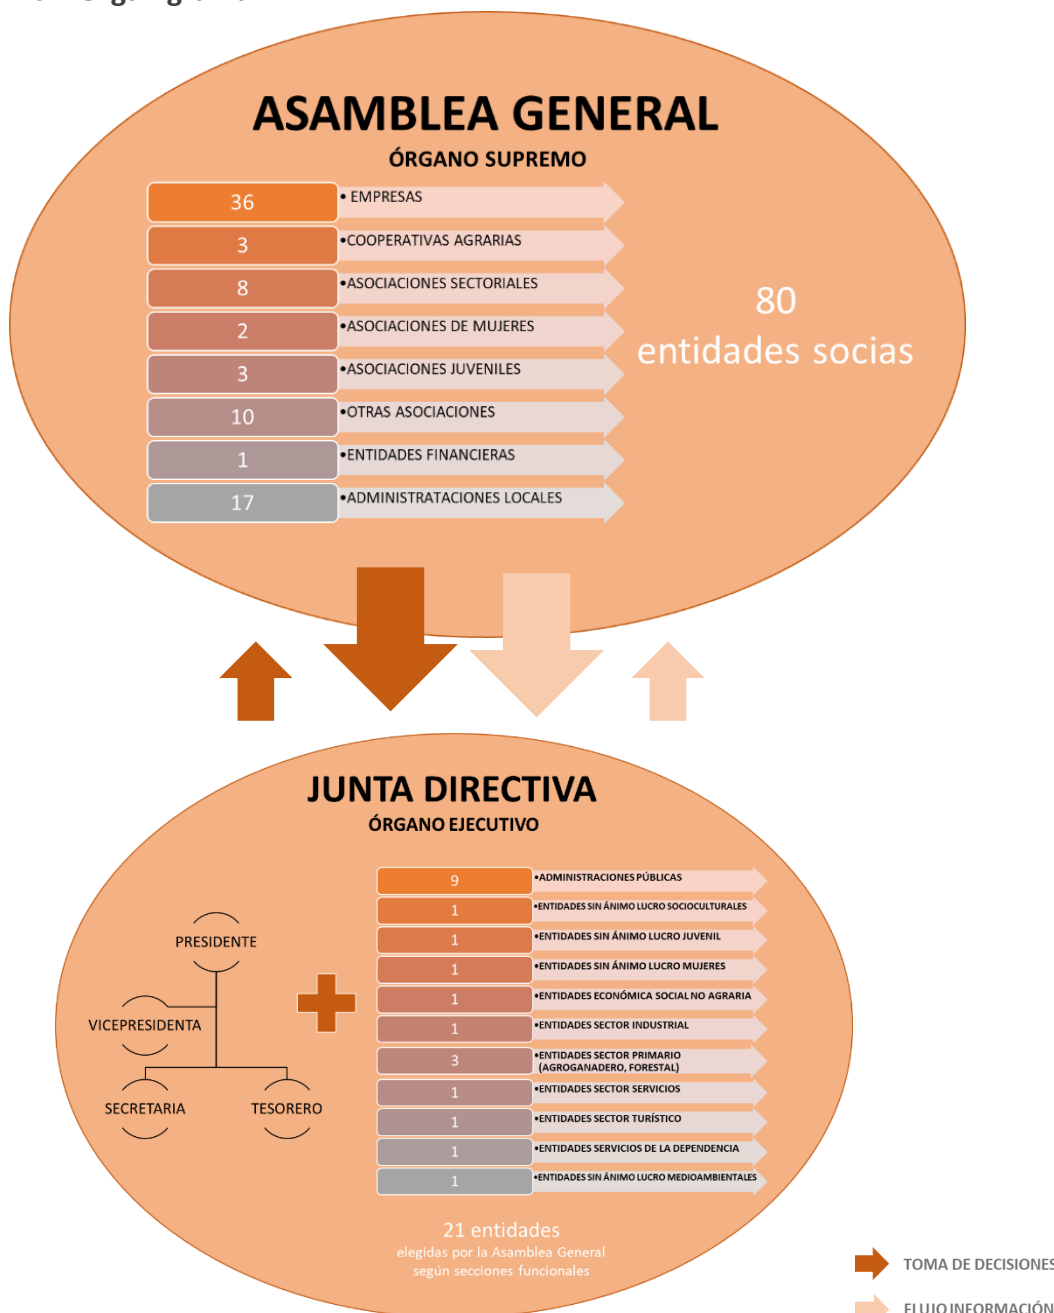 ASAMBLEA GENERAL
ÓRGANO SUPREMO
36
• EMPRESAS
3
•COOPERATIVAS AGRARIAS
8
•ASOCIACIONES SECTORIALES
2
•ASOCIACIONES DE MUJERES
3
•ASOCIACIONES JUVENILES
10
•OTRAS ASOCIACIONES
1
•ENTIDADES FINANCIERAS
17
•ADMINISTRATACIONES LOCALES
80
entidades socias
JUNTA DIRECTIVA
ÓRGANO EJECUTIVO
PRESIDENTE
VICEPRESIDENTA
SECRETARIA
TESORERO
9
•ADMINISTRACIONES PÚBLICAS
1
•ENTIDADES SIN ÁNIMO LUCRO SOCIOCULTURALES
1
•ENTIDADES SIN ÁNIMO LUCRO JUVENIL
1
•ENTIDADES SIN ÁNIMO LUCRO MUJERES
1
•ENTIDADES ECONÓMICA SOCIAL NO AGRARIA
1
•ENTIDADES SECTOR INDUSTRIAL
3
•ENTIDADES SECTOR PRIMARIO
(AGROGANADERO, FORESTAL)
1
•ENTIDADES SECTOR SERVICIOS
1
•ENTIDADES SECTOR TURÍSTICO
1
•ENTIDADES SERVICIOS DE LA DEPENDENCIA
1
•ENTIDADES SIN ÁNIMO LUCRO MEDIOAMBIENTALES
21 entidades
elegidas por la Asamblea General
según secciones funcionales
TOMA DE DECISIONES
FLUJO INFORMACIÓN